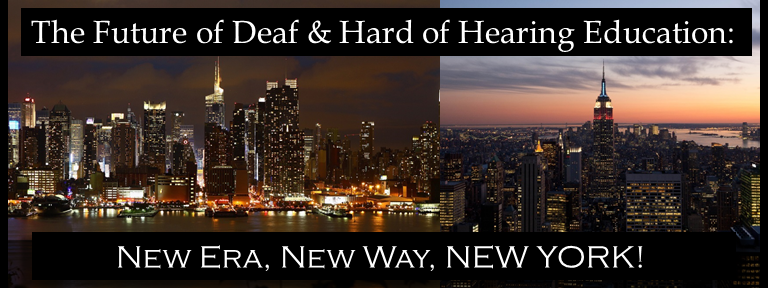 The Future of Deaf & Hard of Hearing Education:
New Era, New Way, NEW YORK!